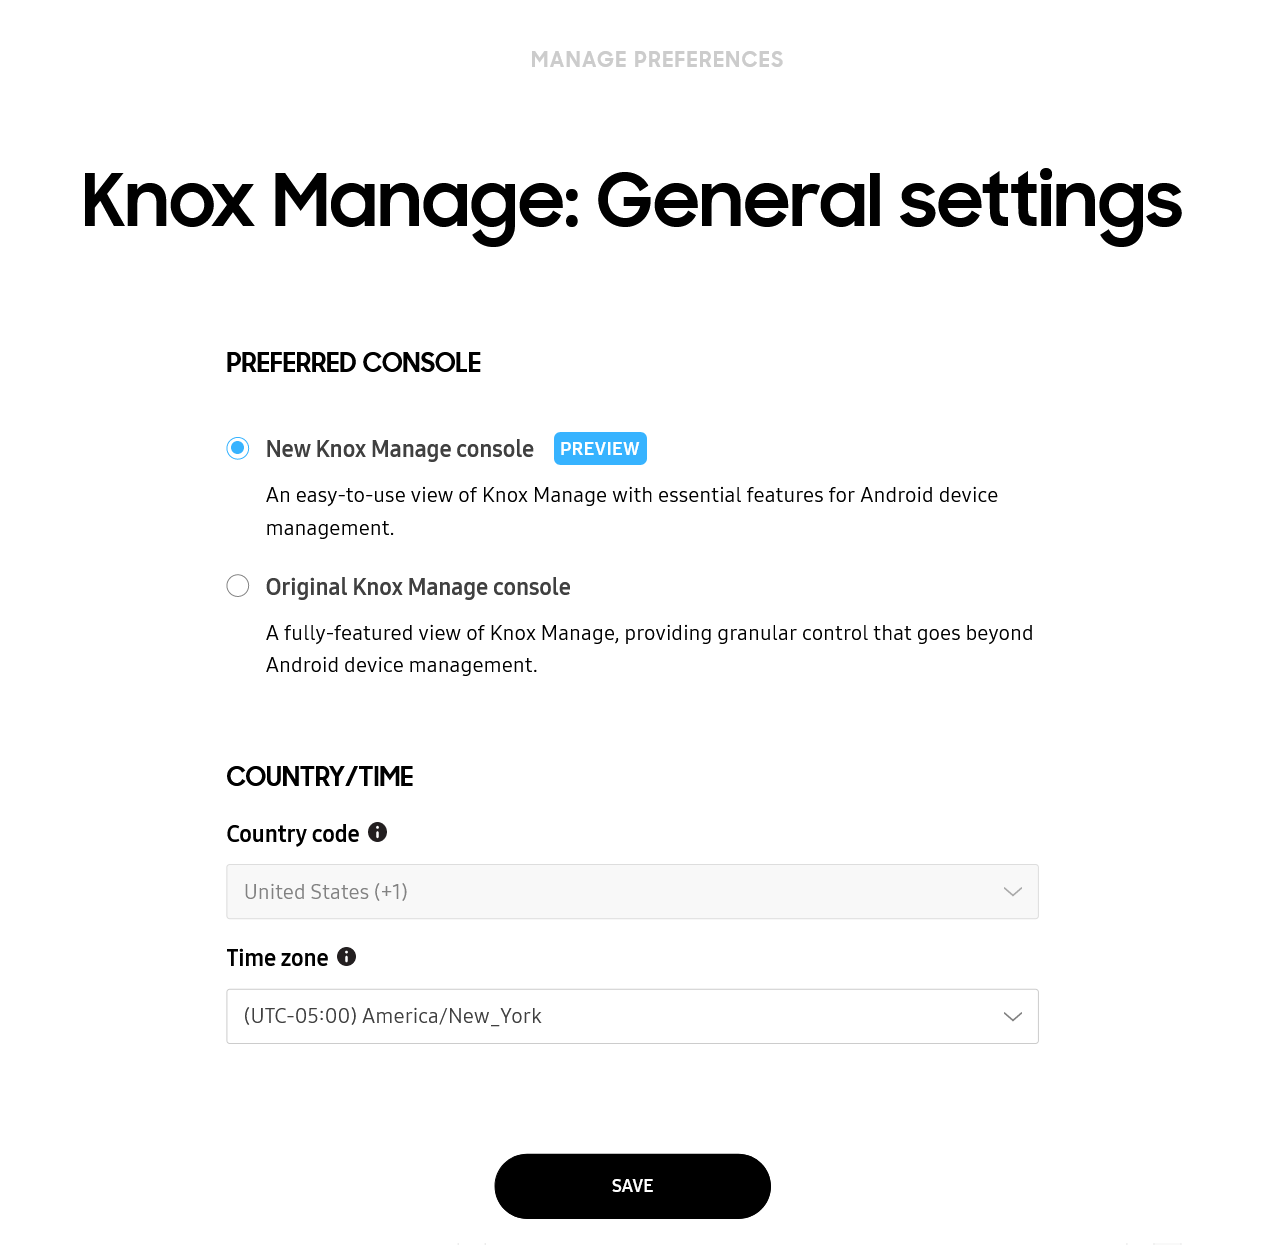 MANAGE PREFERENCES
Knox Manage: General settings
PREFERRED CONSOLE
New Knox Manage console PREVIEW
An easy-to-use view of Knox Manage with essential features for Android device
management.
Original Knox Manage console
A fully-featured view of Knox Manage, providing granular control that goes beyond
Android device management.
COUNTRY/TIME
Country code
United States (+1)
Time zone
(UTC-05:00) America/New_York
SAVE